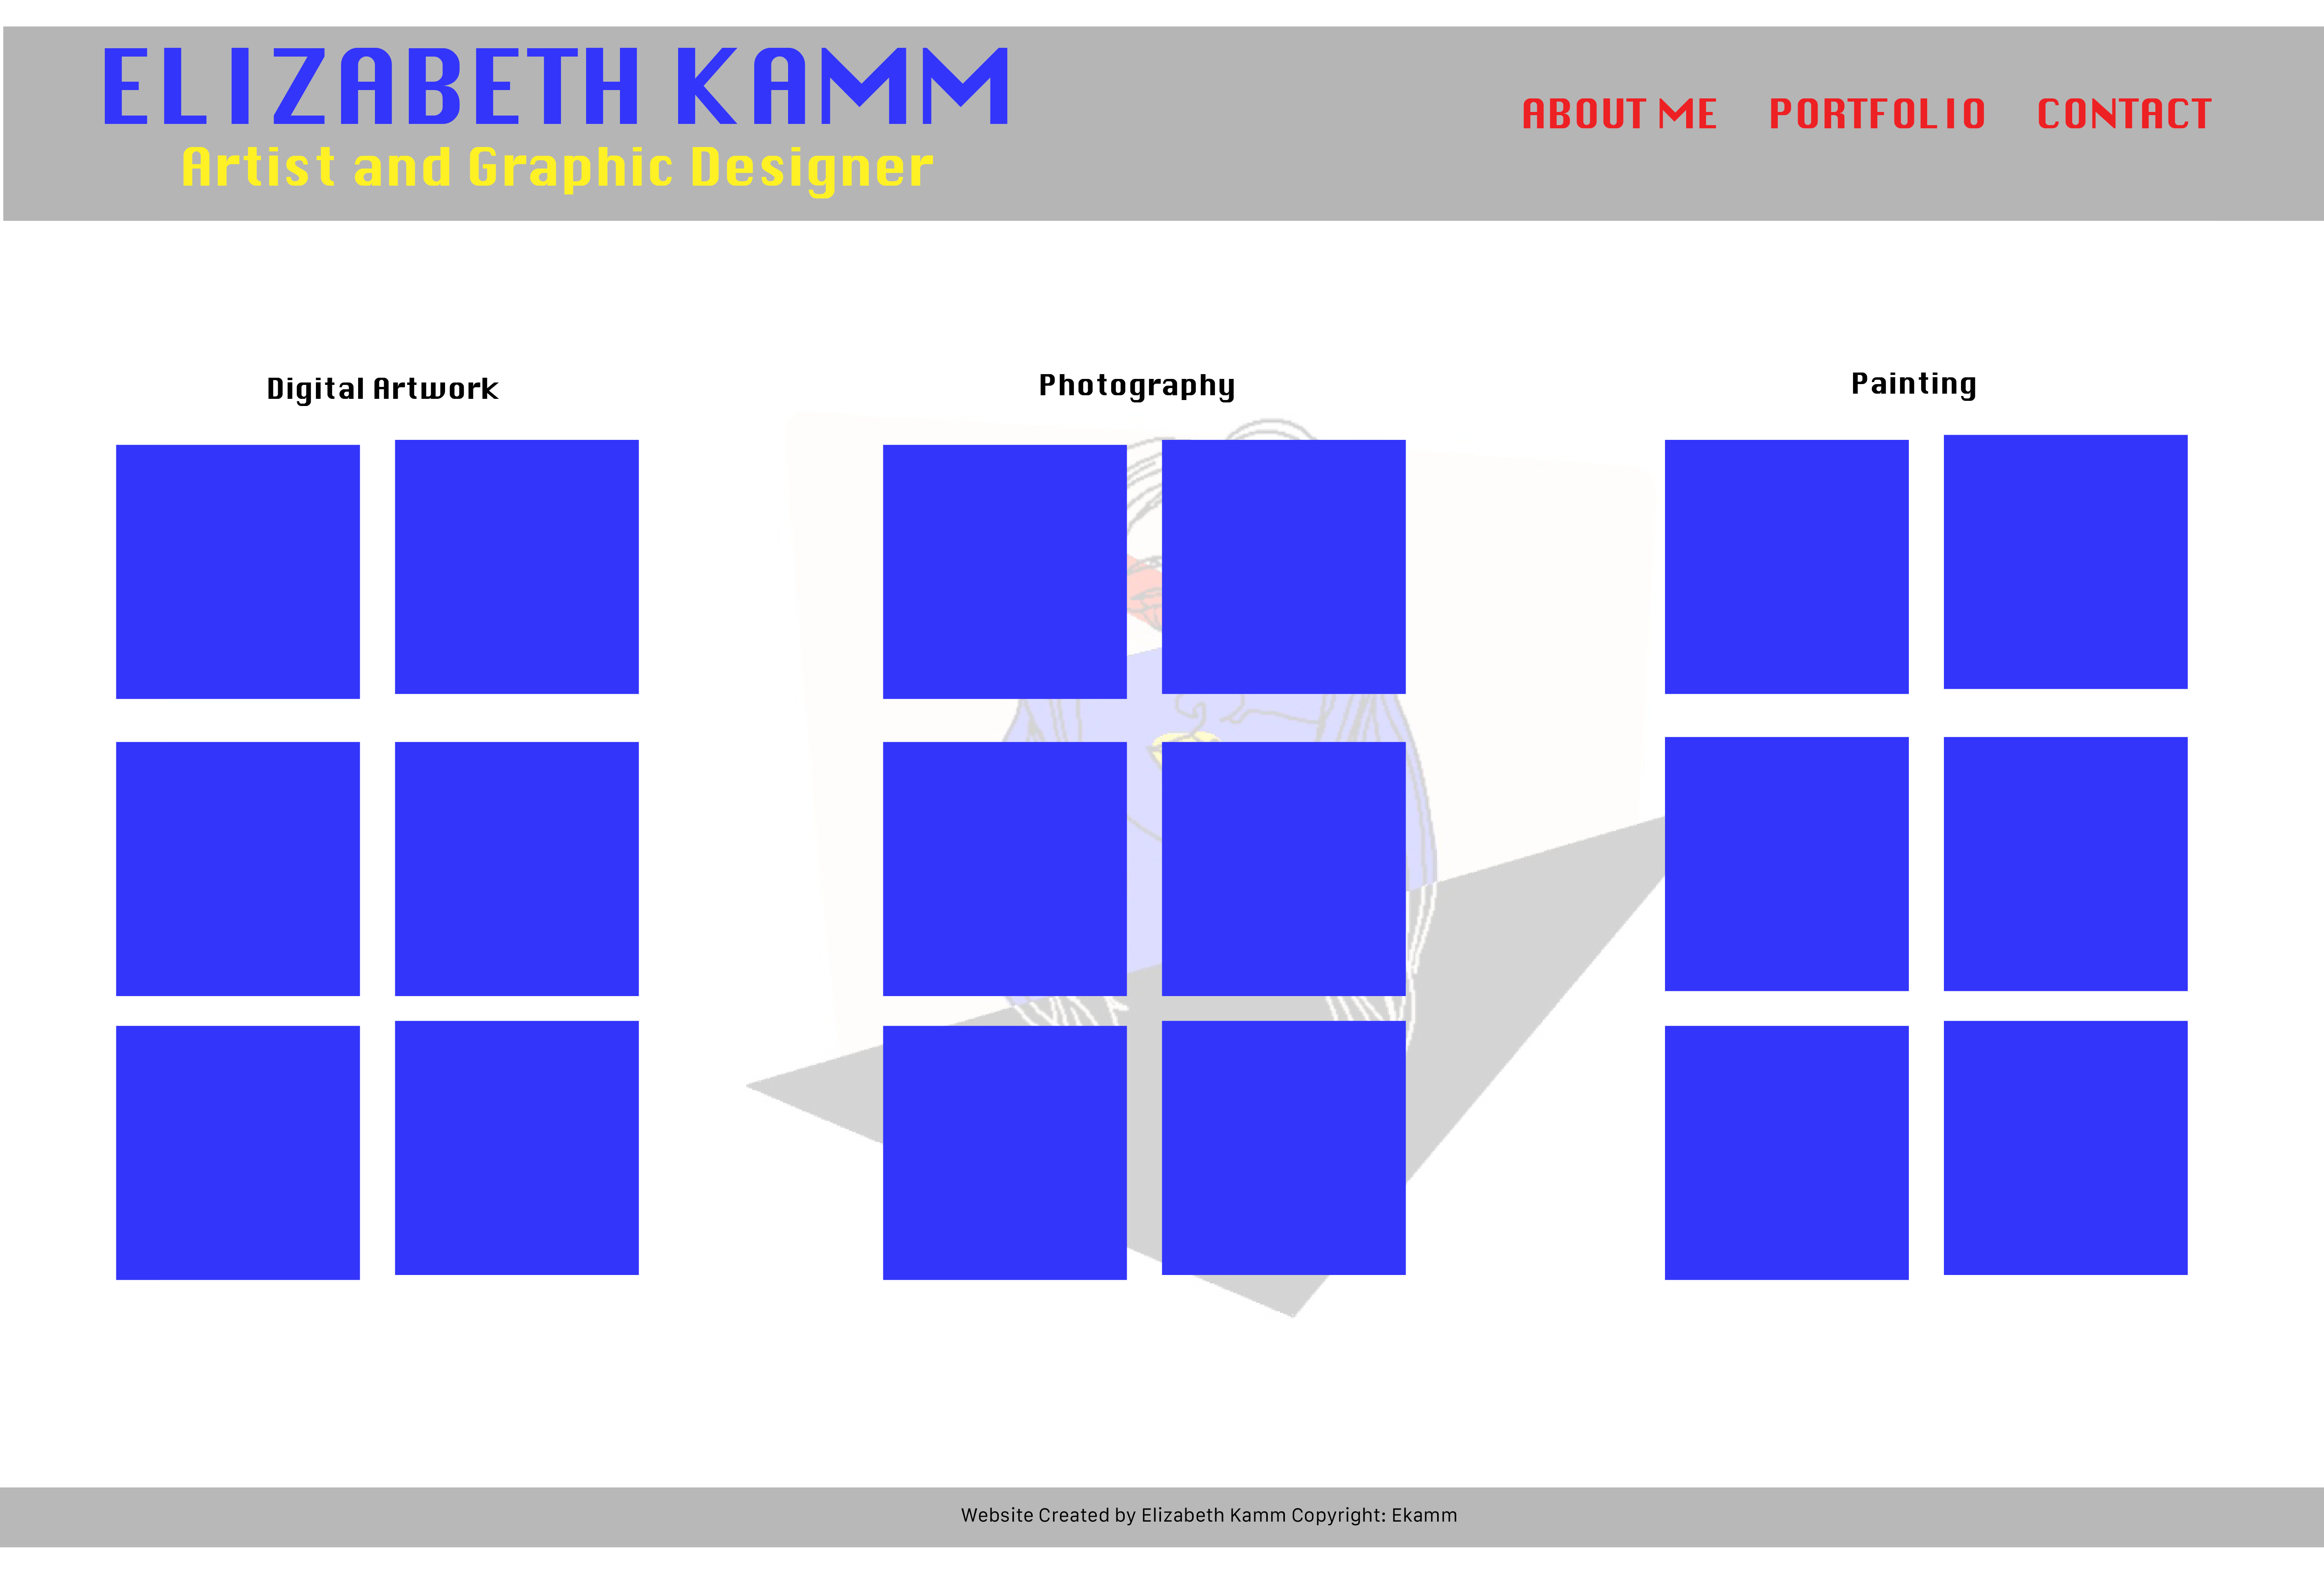 ELIZABETH KAMM
Artist and Graphic Designer
ABOUT ME PORTFOLIO CONTACT
Digital Artwork
Photography
Painting
Website Created by Elizabeth Kamm Copyright: Ekamm